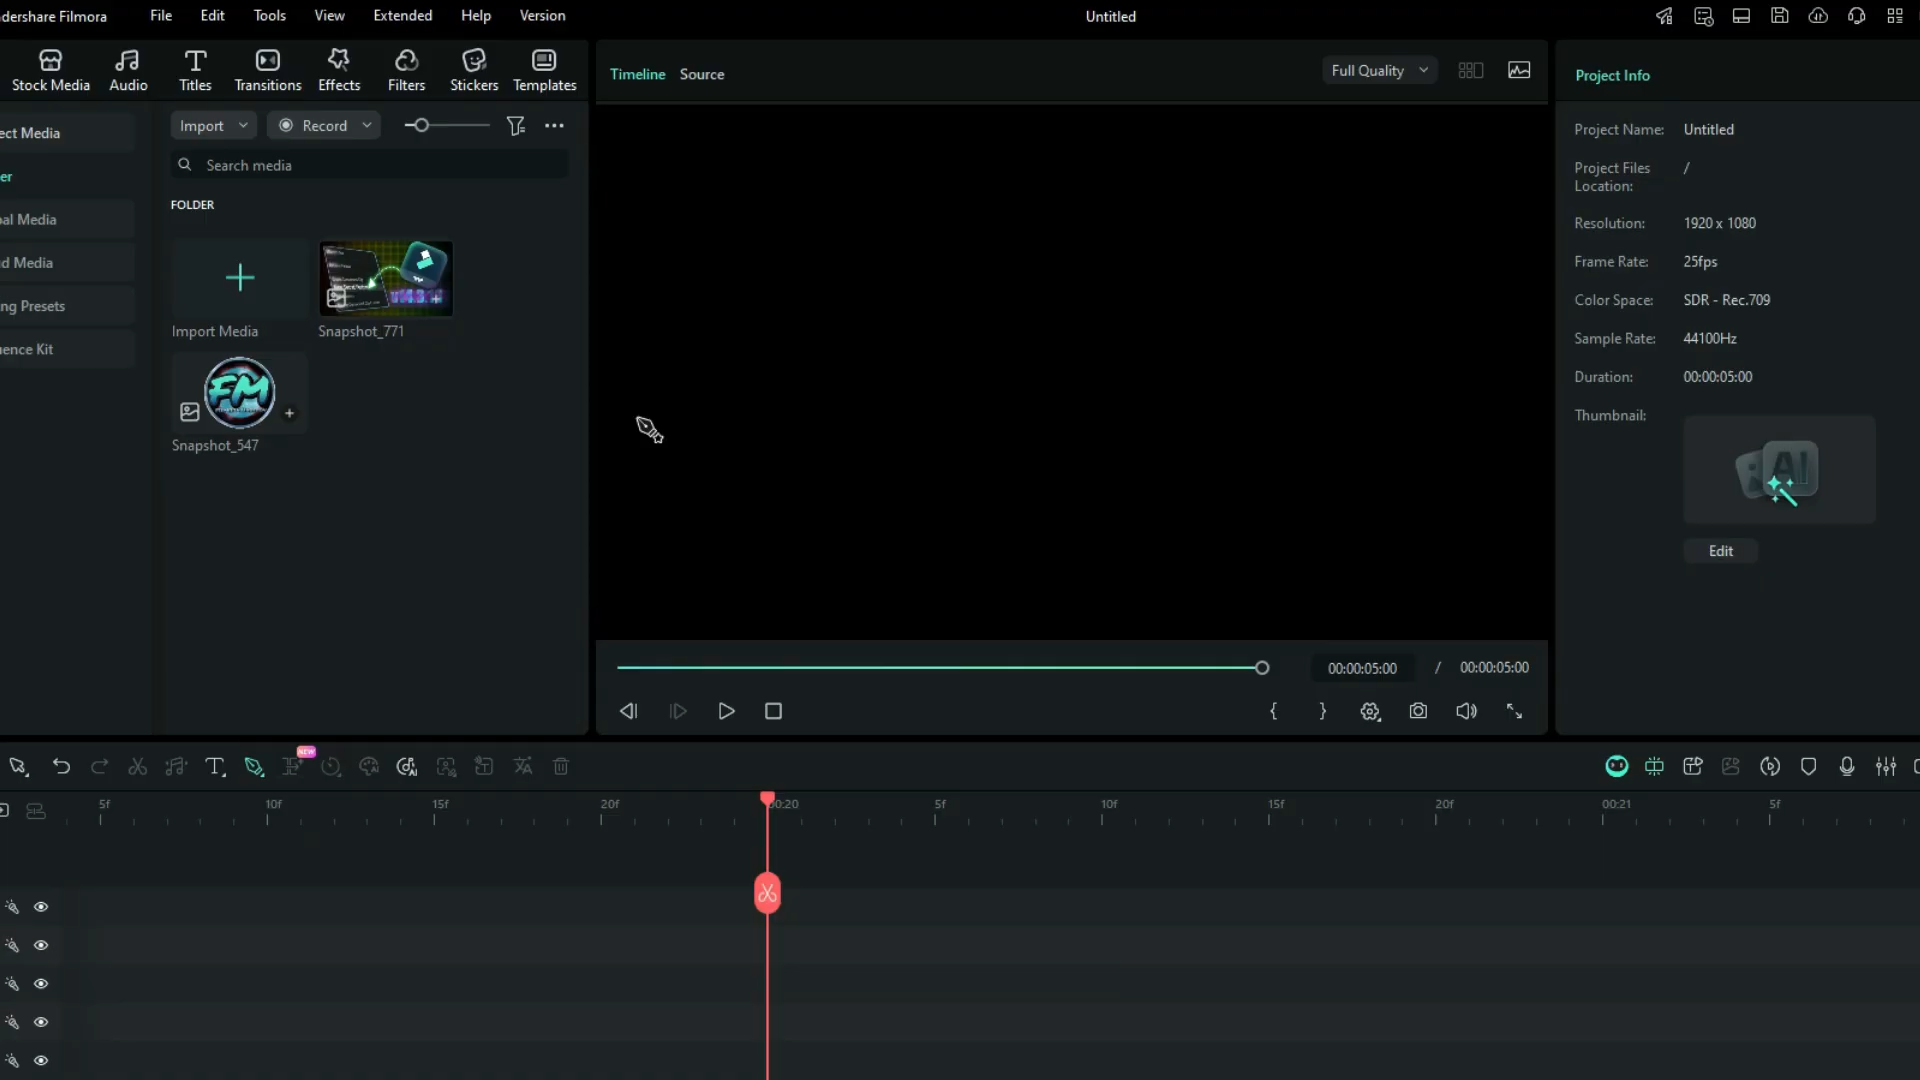 dershare Filmora File Edit Tools View Extended Help Version Untitled
Stock Media Audio Titles Transitions Effects Filters Stickers Templates
Timeline Source Full Quality
Project Info
ect Media
er
al Media
d Media
ng Presets
uence Kit
Import Record
Search media
FOLDER
Import Media Snapshot_771
FM
Snapshot_547
Project Name: Untitled
Project Files Location: /
Resolution: 1920 x 1080
Frame Rate: 25fps
Color Space: SDR - Rec.709
Sample Rate: 44100Hz
Duration: 00:00:05:00
Thumbnail:
AI
Edit
00:00:05:00 / 00:00:05:00
{ }
NEW
5f 10f 15f 20f 00:20 5f 10f 15f 20f 00:21 5f